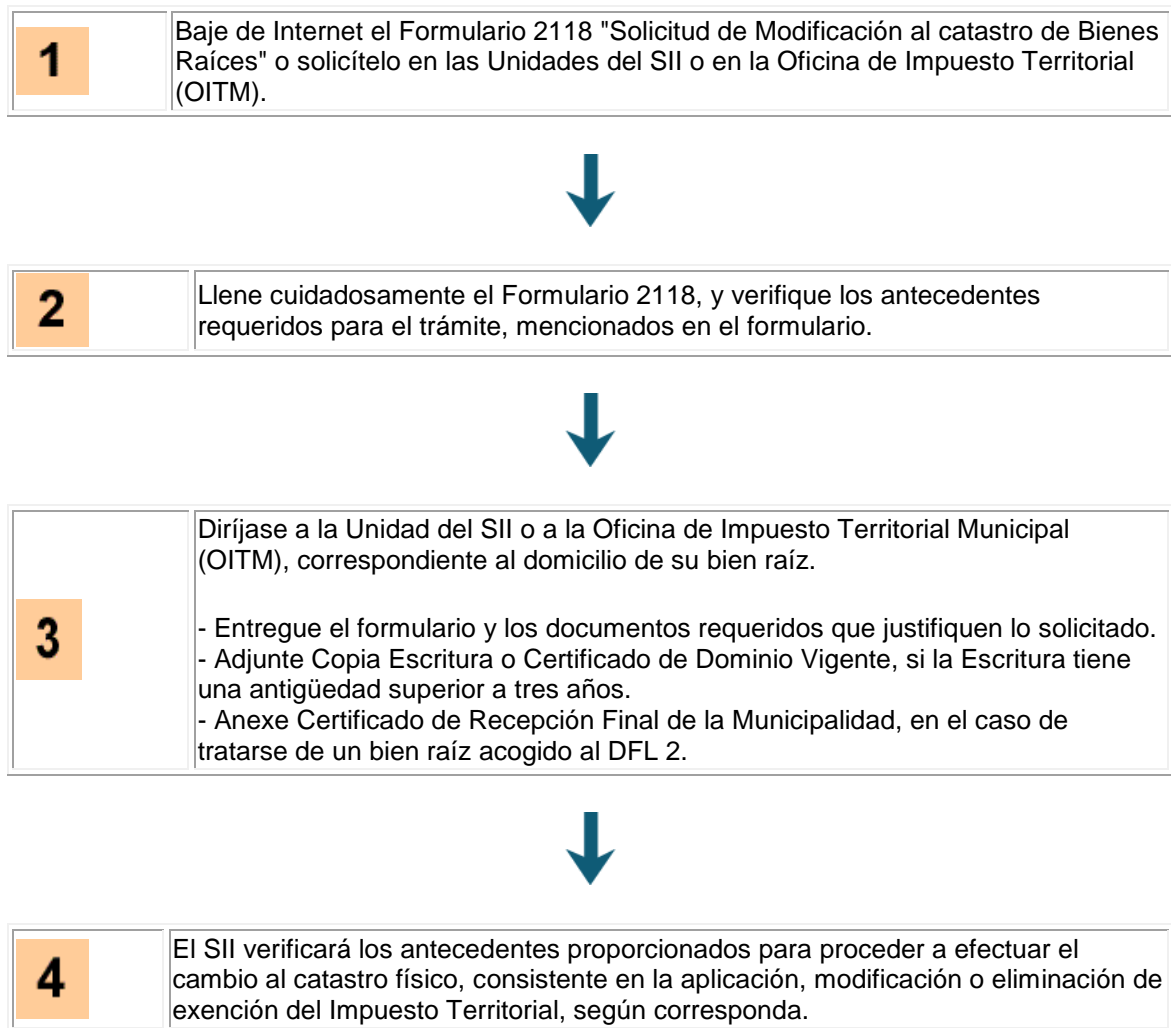 1
Baje de Internet el Formulario 2118 "Solicitud de Modificación al catastro de Bienes
Raíces" o solicítelo en las Unidades del SII o en la Oficina de Impuesto Territorial
(OITM).
2
Llene cuidadosamente el Formulario 2118, y verifique los antecedentes
requeridos para el trámite, mencionados en el formulario.
3
Diríjase a la Unidad del SII o a la Oficina de Impuesto Territorial Municipal
(OITM), correspondiente al domicilio de su bien raíz.
- Entregue el formulario y los documentos requeridos que justifiquen lo solicitado.
- Adjunte Copia Escritura o Certificado de Dominio Vigente, si la Escritura tiene
una antigüedad superior a tres años.
- Anexe Certificado de Recepción Final de la Municipalidad, en el caso de
tratarse de un bien raíz acogido al DFL 2.
4
El SII verificará los antecedentes proporcionados para proceder a efectuar el
cambio al catastro físico, consistente en la aplicación, modificación o eliminación de
exención del Impuesto Territorial, según corresponda.